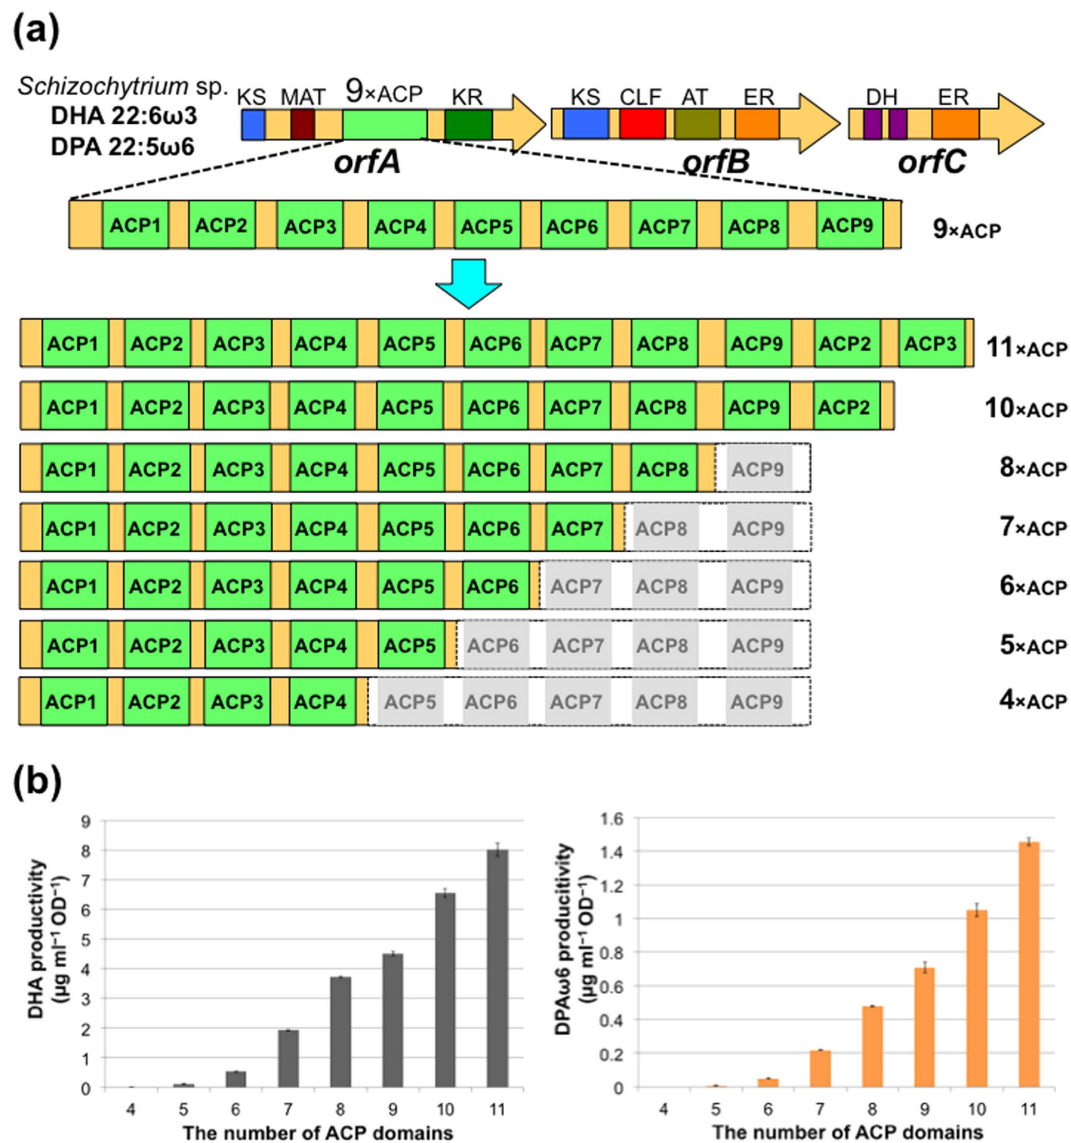 (a)
Schizochytrium sp.
DHA 22:6ω3
DPA 22:5ω6
KS MAT 9×ACP KR
orfA
KS CLF AT ER
orfB
DH ER
orfC
ACP1 ACP2 ACP3 ACP4 ACP5 ACP6 ACP7 ACP8 ACP9 9×ACP
ACP1 ACP2 ACP3 ACP4 ACP5 ACP6 ACP7 ACP8 ACP9 ACP2 ACP3 11×ACP
ACP1 ACP2 ACP3 ACP4 ACP5 ACP6 ACP7 ACP8 ACP9 ACP2 10×ACP
ACP1 ACP2 ACP3 ACP4 ACP5 ACP6 ACP7 ACP8 ACP9 8×ACP
ACP1 ACP2 ACP3 ACP4 ACP5 ACP6 ACP7 ACP8 ACP9 7×ACP
ACP1 ACP2 ACP3 ACP4 ACP5 ACP6 ACP7 ACP8 ACP9 6×ACP
ACP1 ACP2 ACP3 ACP4 ACP5 ACP6 ACP7 ACP8 ACP9 5×ACP
ACP1 ACP2 ACP3 ACP4 ACP5 ACP6 ACP7 ACP8 ACP9 4×ACP
(b)
DHA productivity
(μg ml⁻¹ OD⁻¹)
9
8
7
6
5
4
3
2
1
0
4 5 6 7 8 9 10 11
The number of ACP domains
DPAω6 producitivity
(μg ml⁻¹ OD⁻¹)
1.6
1.4
1.2
1
0.8
0.6
0.4
0.2
0
4 5 6 7 8 9 10 11
The number of ACP domains